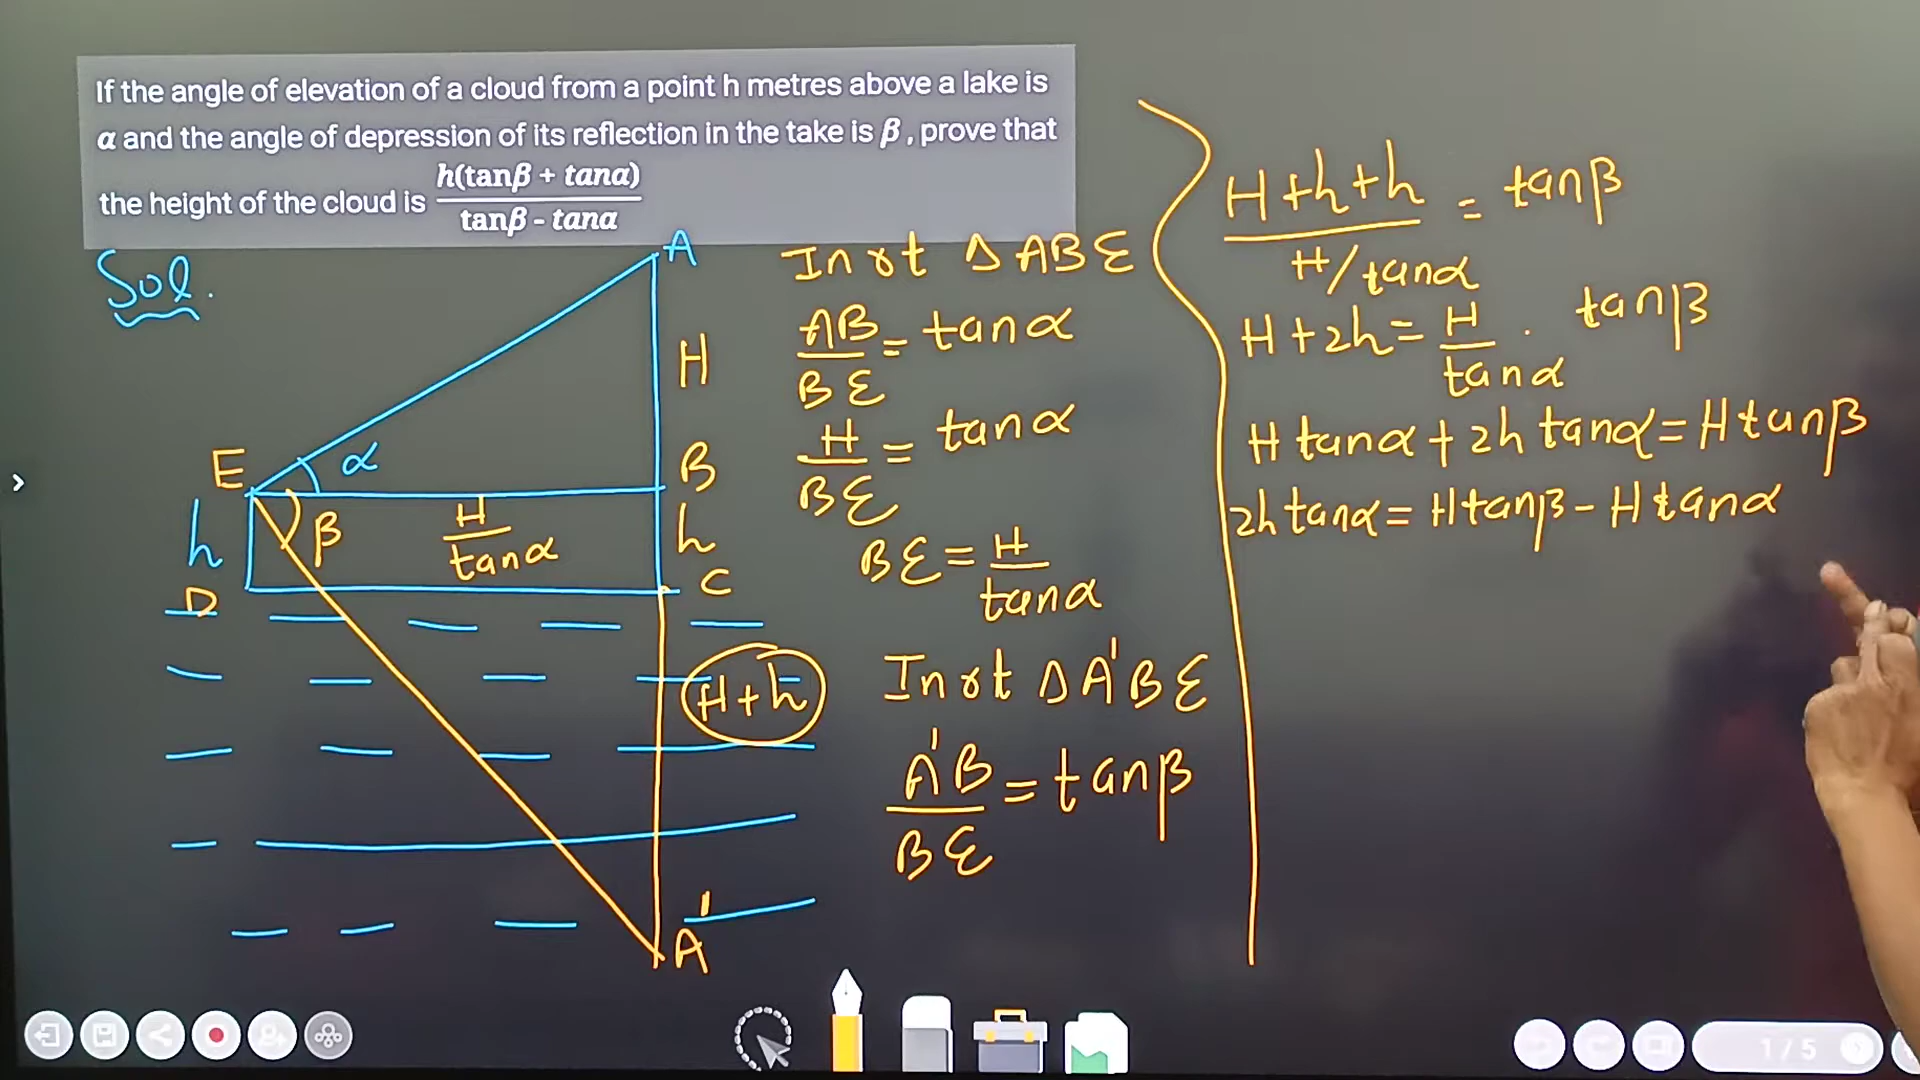 If the angle of elevation of a cloud from a point h metres above a lake is
α and the angle of depression of its reflection in the take is β , prove that
the height of the cloud is h(tanβ + tanα) / tanβ - tanα
Sol.
A
H
E
α
B
h
β
H / tanα
h
D
C
H+h
A'
In rt Δ ABE
AB / BE = tanα
H / BE = tanα
BE = H / tanα
In rt Δ A'BE
A'B / BE = tanβ
H+h+h / H/tanα = tanβ
H+2h = H / tanα . tanβ
H tanα + 2h tanα = H tanβ
2h tanα = H tanβ - H tanα
1 / 5